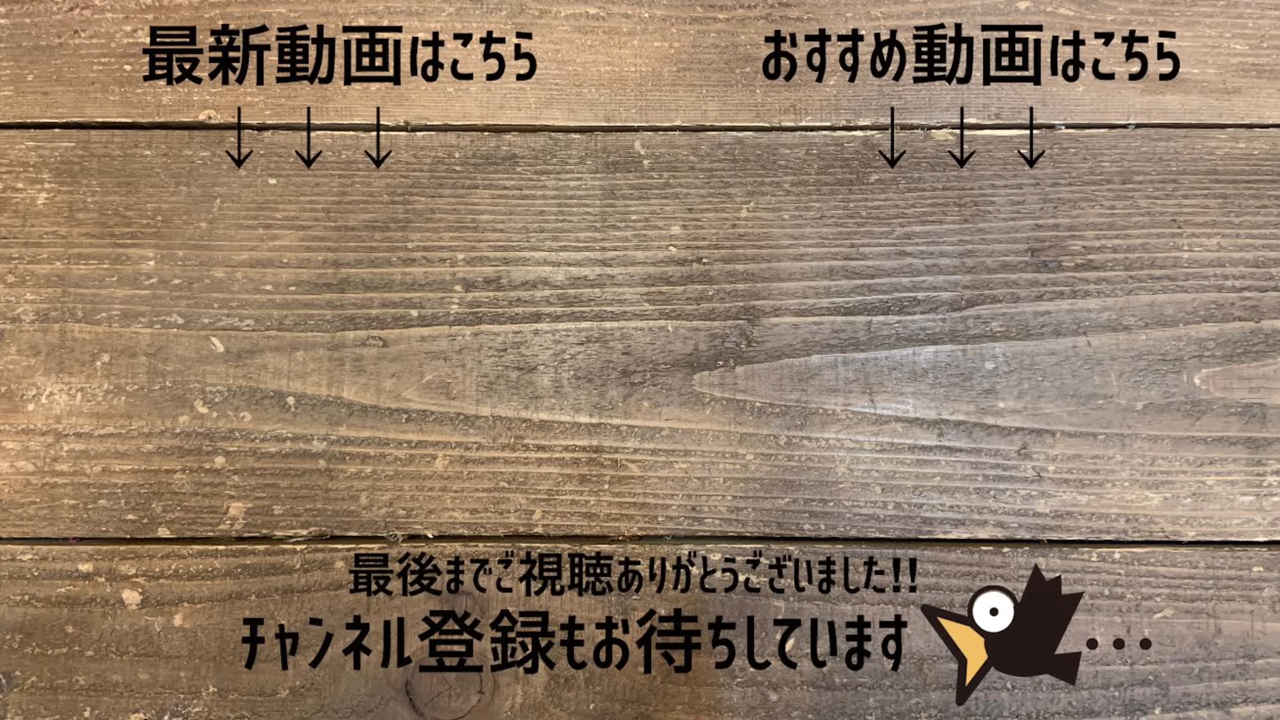 最新動画はこちら
おすすめ動画はこちら
↓↓↓
↓↓↓
最後までご視聴ありがとうございました!!
チャンネル登録もお待ちしています